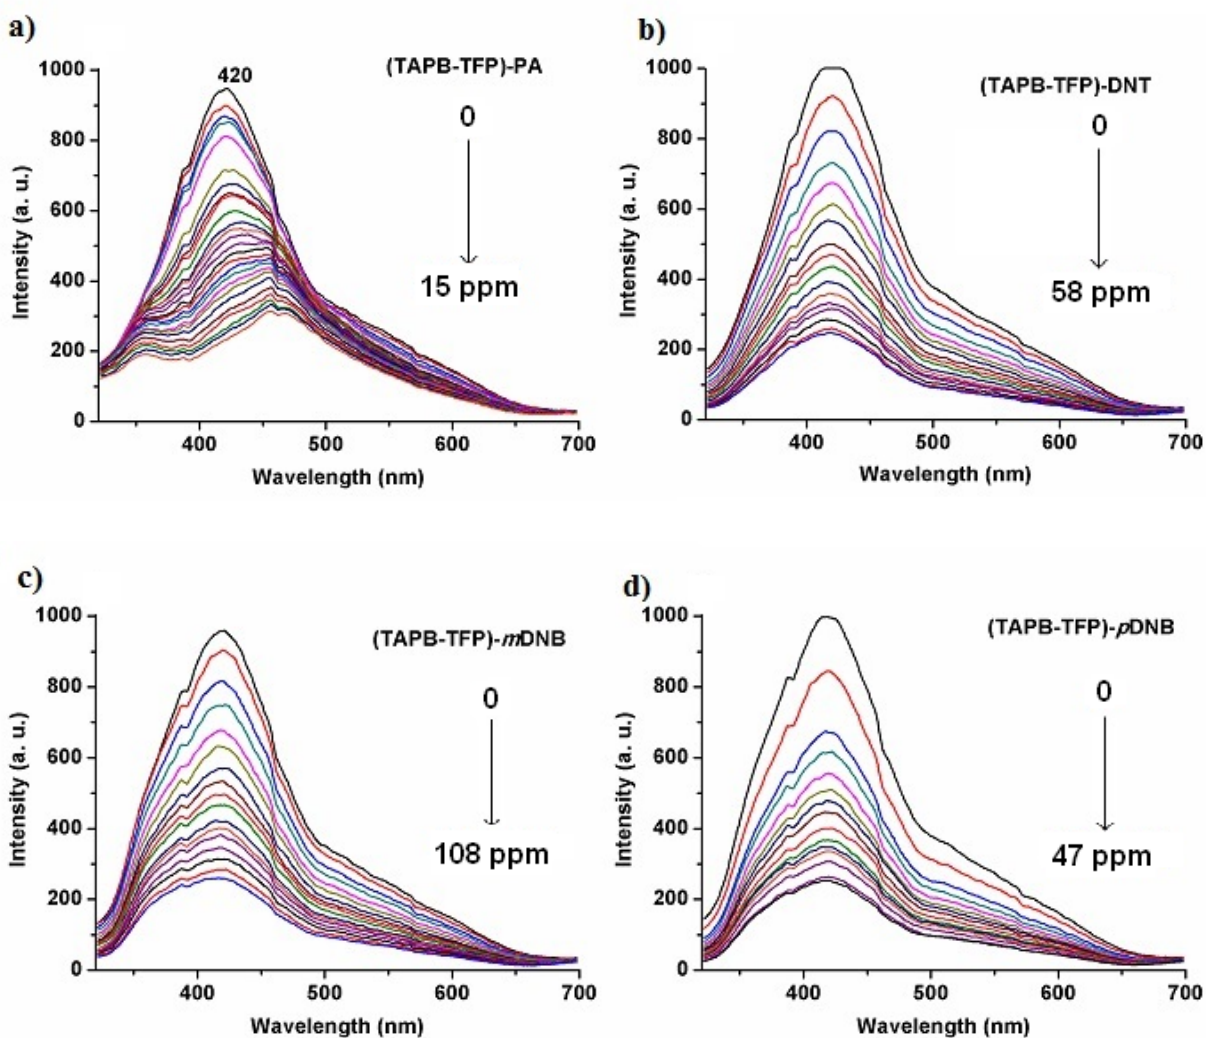 a)
(TAPB-TFP)-PA
420
0
15 ppm
1000
800
600
400
200
0
Intensity (a. u.)
400 500 600 700
Wavelength (nm)
b)
(TAPB-TFP)-DNT
0
58 ppm
1000
800
600
400
200
0
Intensity (a. u.)
400 500 600 700
Wavelength (nm)
c)
(TAPB-TFP)-mDNB
0
108 ppm
1000
800
600
400
200
0
Intensity (a. u.)
400 500 600 700
Wavelength (nm)
d)
(TAPB-TFP)-pDNB
0
47 ppm
1000
800
600
400
200
0
Intensity (a. u.)
400 500 600 700
Wavelength (nm)